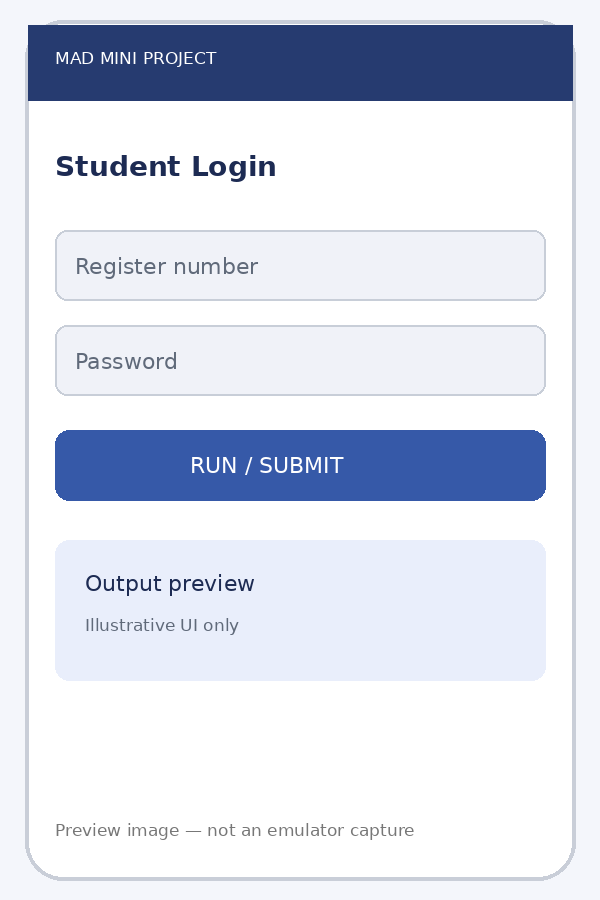 MAD MINI PROJECT
Student Login
Register number
Password
RUN / SUBMIT
Output preview
Illustrative UI only
Preview image — not an emulator capture